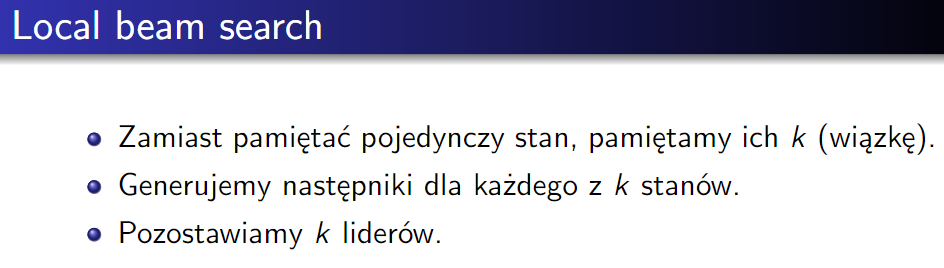 Local beam search
Zamiast pamiętać pojedynczy stan, pamiętamy ich k (wiązkę).
Generujemy następniki dla każdego z k stanów.
Pozostawiamy k liderów.